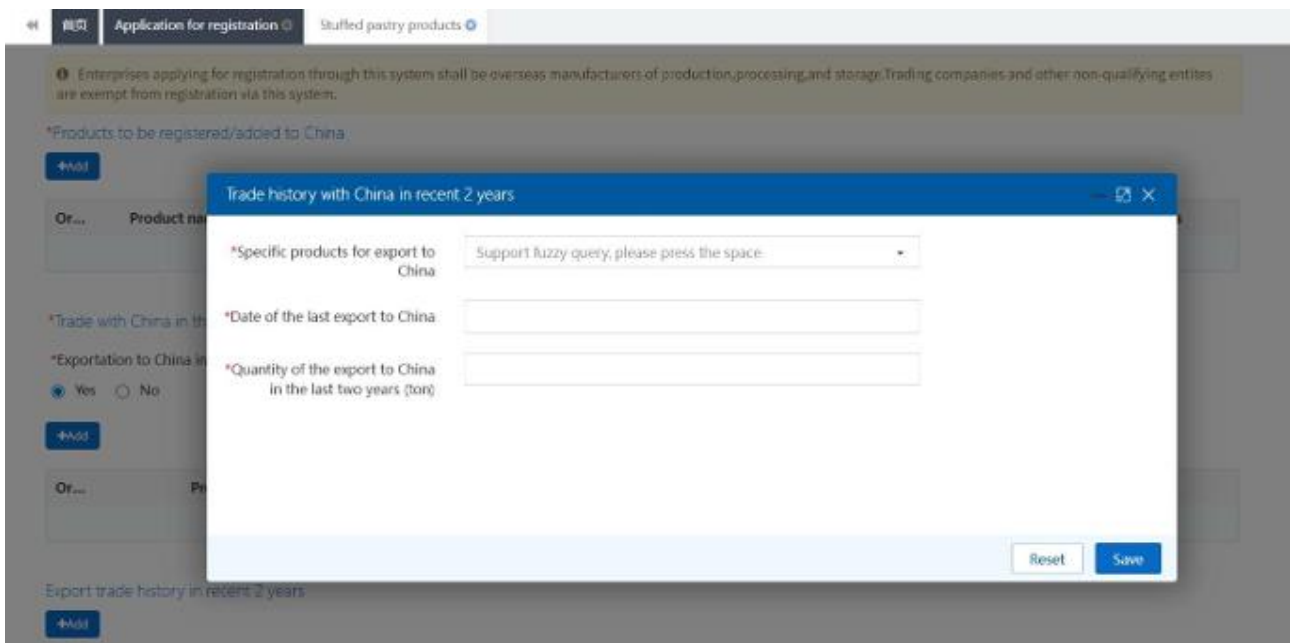 首页 Application for registration Stuffed pastry products
Enterprises applying for registration through this system shall be overseas manufacturers of production,processing,and storage.Trading companies and other non-qualifying entites
are exempt from registration via this system.
*Products to be registered/added to China
+Add
Trade history with China in recent 2 years
Or... Product na
*Specific products for export to
China
Support fuzzy query, please press the space.
*Trade with China in th
*Date of the last export to China
*Exportation to China in
*Quantity of the export to China
in the last two years (ton)
Yes No
+Add
Or... Pr
Reset Save
Export trade history in recent 2 years
+Add